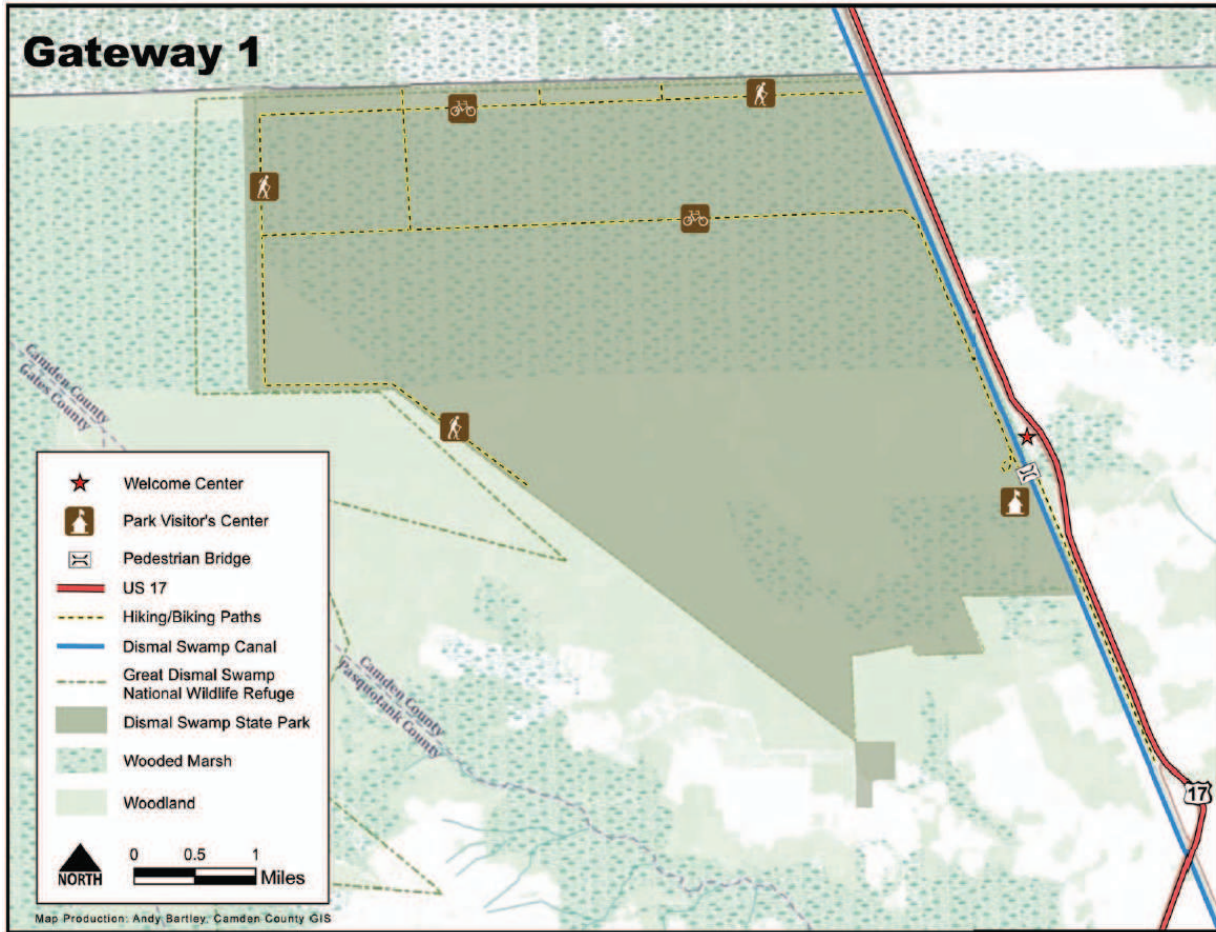 Gateway 1
Camden County
Gates County
Camden County
Pasquotank County
17
Welcome Center
Park Visitor's Center
Pedestrian Bridge
US 17
Hiking/Biking Paths
Dismal Swamp Canal
Great Dismal Swamp
National Wildlife Refuge
Dismal Swamp State Park
Wooded Marsh
Woodland
NORTH
0 0.5 1
Miles
Map Production: Andy Bartley, Camden County GIS